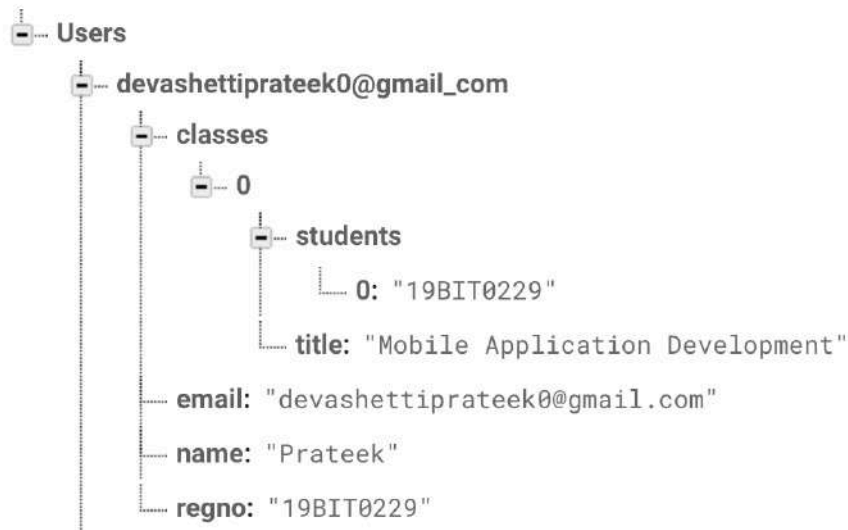 Users
devashettiprateek0@gmail_com
classes
0
students
0: "19BIT0229"
title: "Mobile Application Development"
email: "devashettiprateek0@gmail.com"
name: "Prateek"
regno: "19BIT0229"